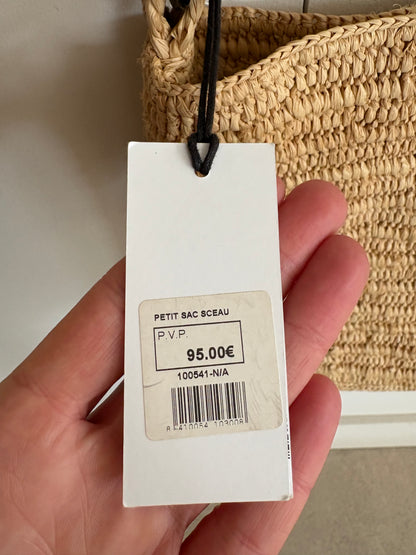 PETIT SAC SCEAU
P.V.P.
95.00€
100541-N/A
8 410054 103008